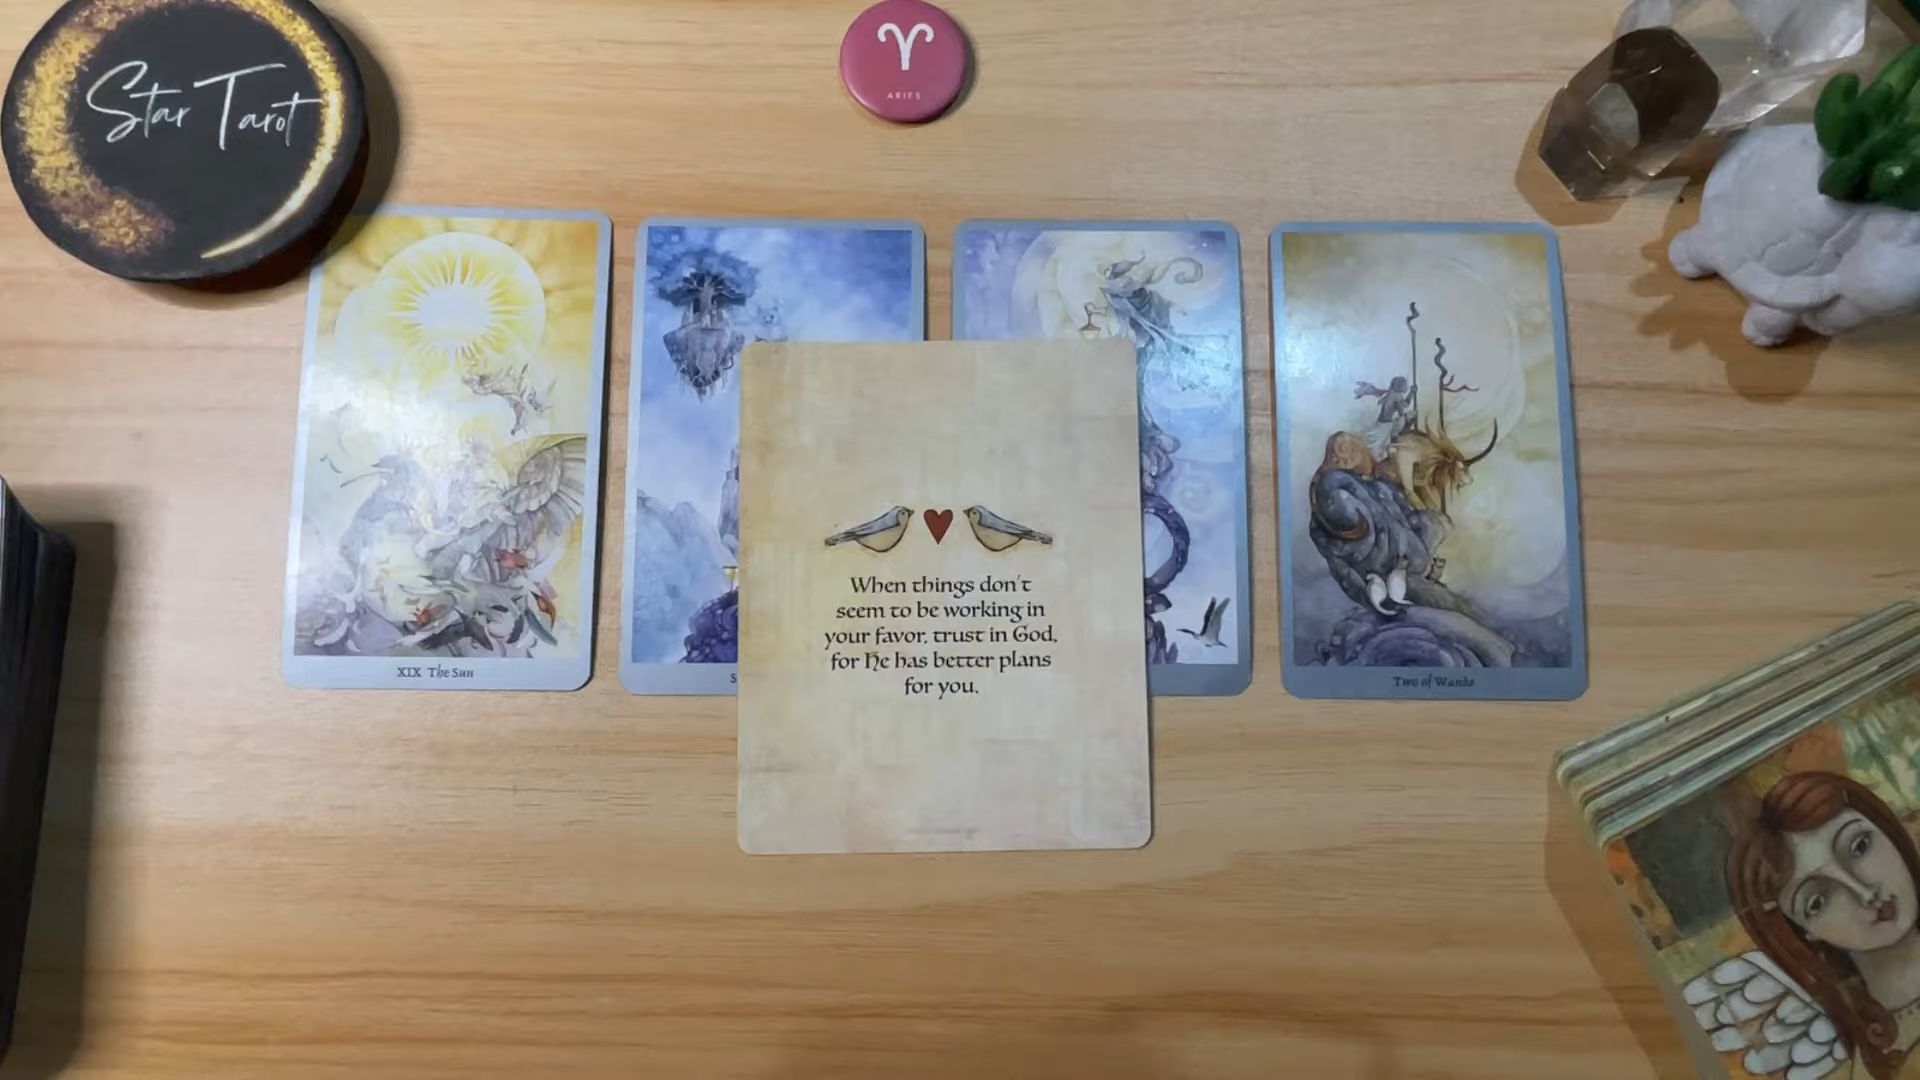 Star Tarot
ARIES
XIX The Sun
S
Two of Wands
When things don't
seem to be working in
your favor, trust in God,
for He has better plans
for you.